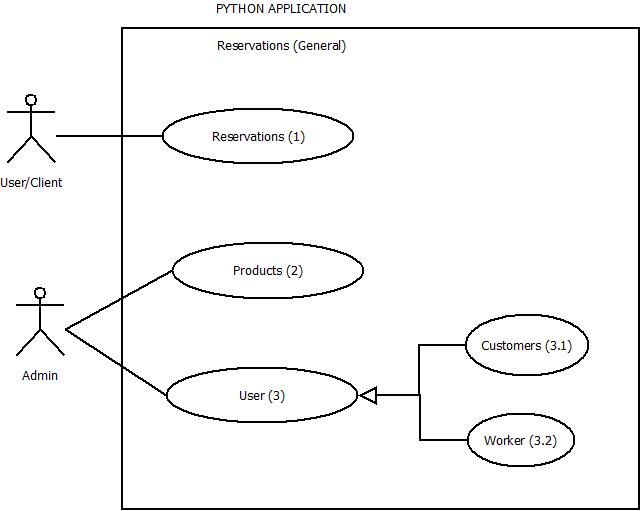 PYTHON APPLICATION
Reservations (General)
Reservations (1)
User/Client
Products (2)
Admin
User (3)
Customers (3.1)
Worker (3.2)